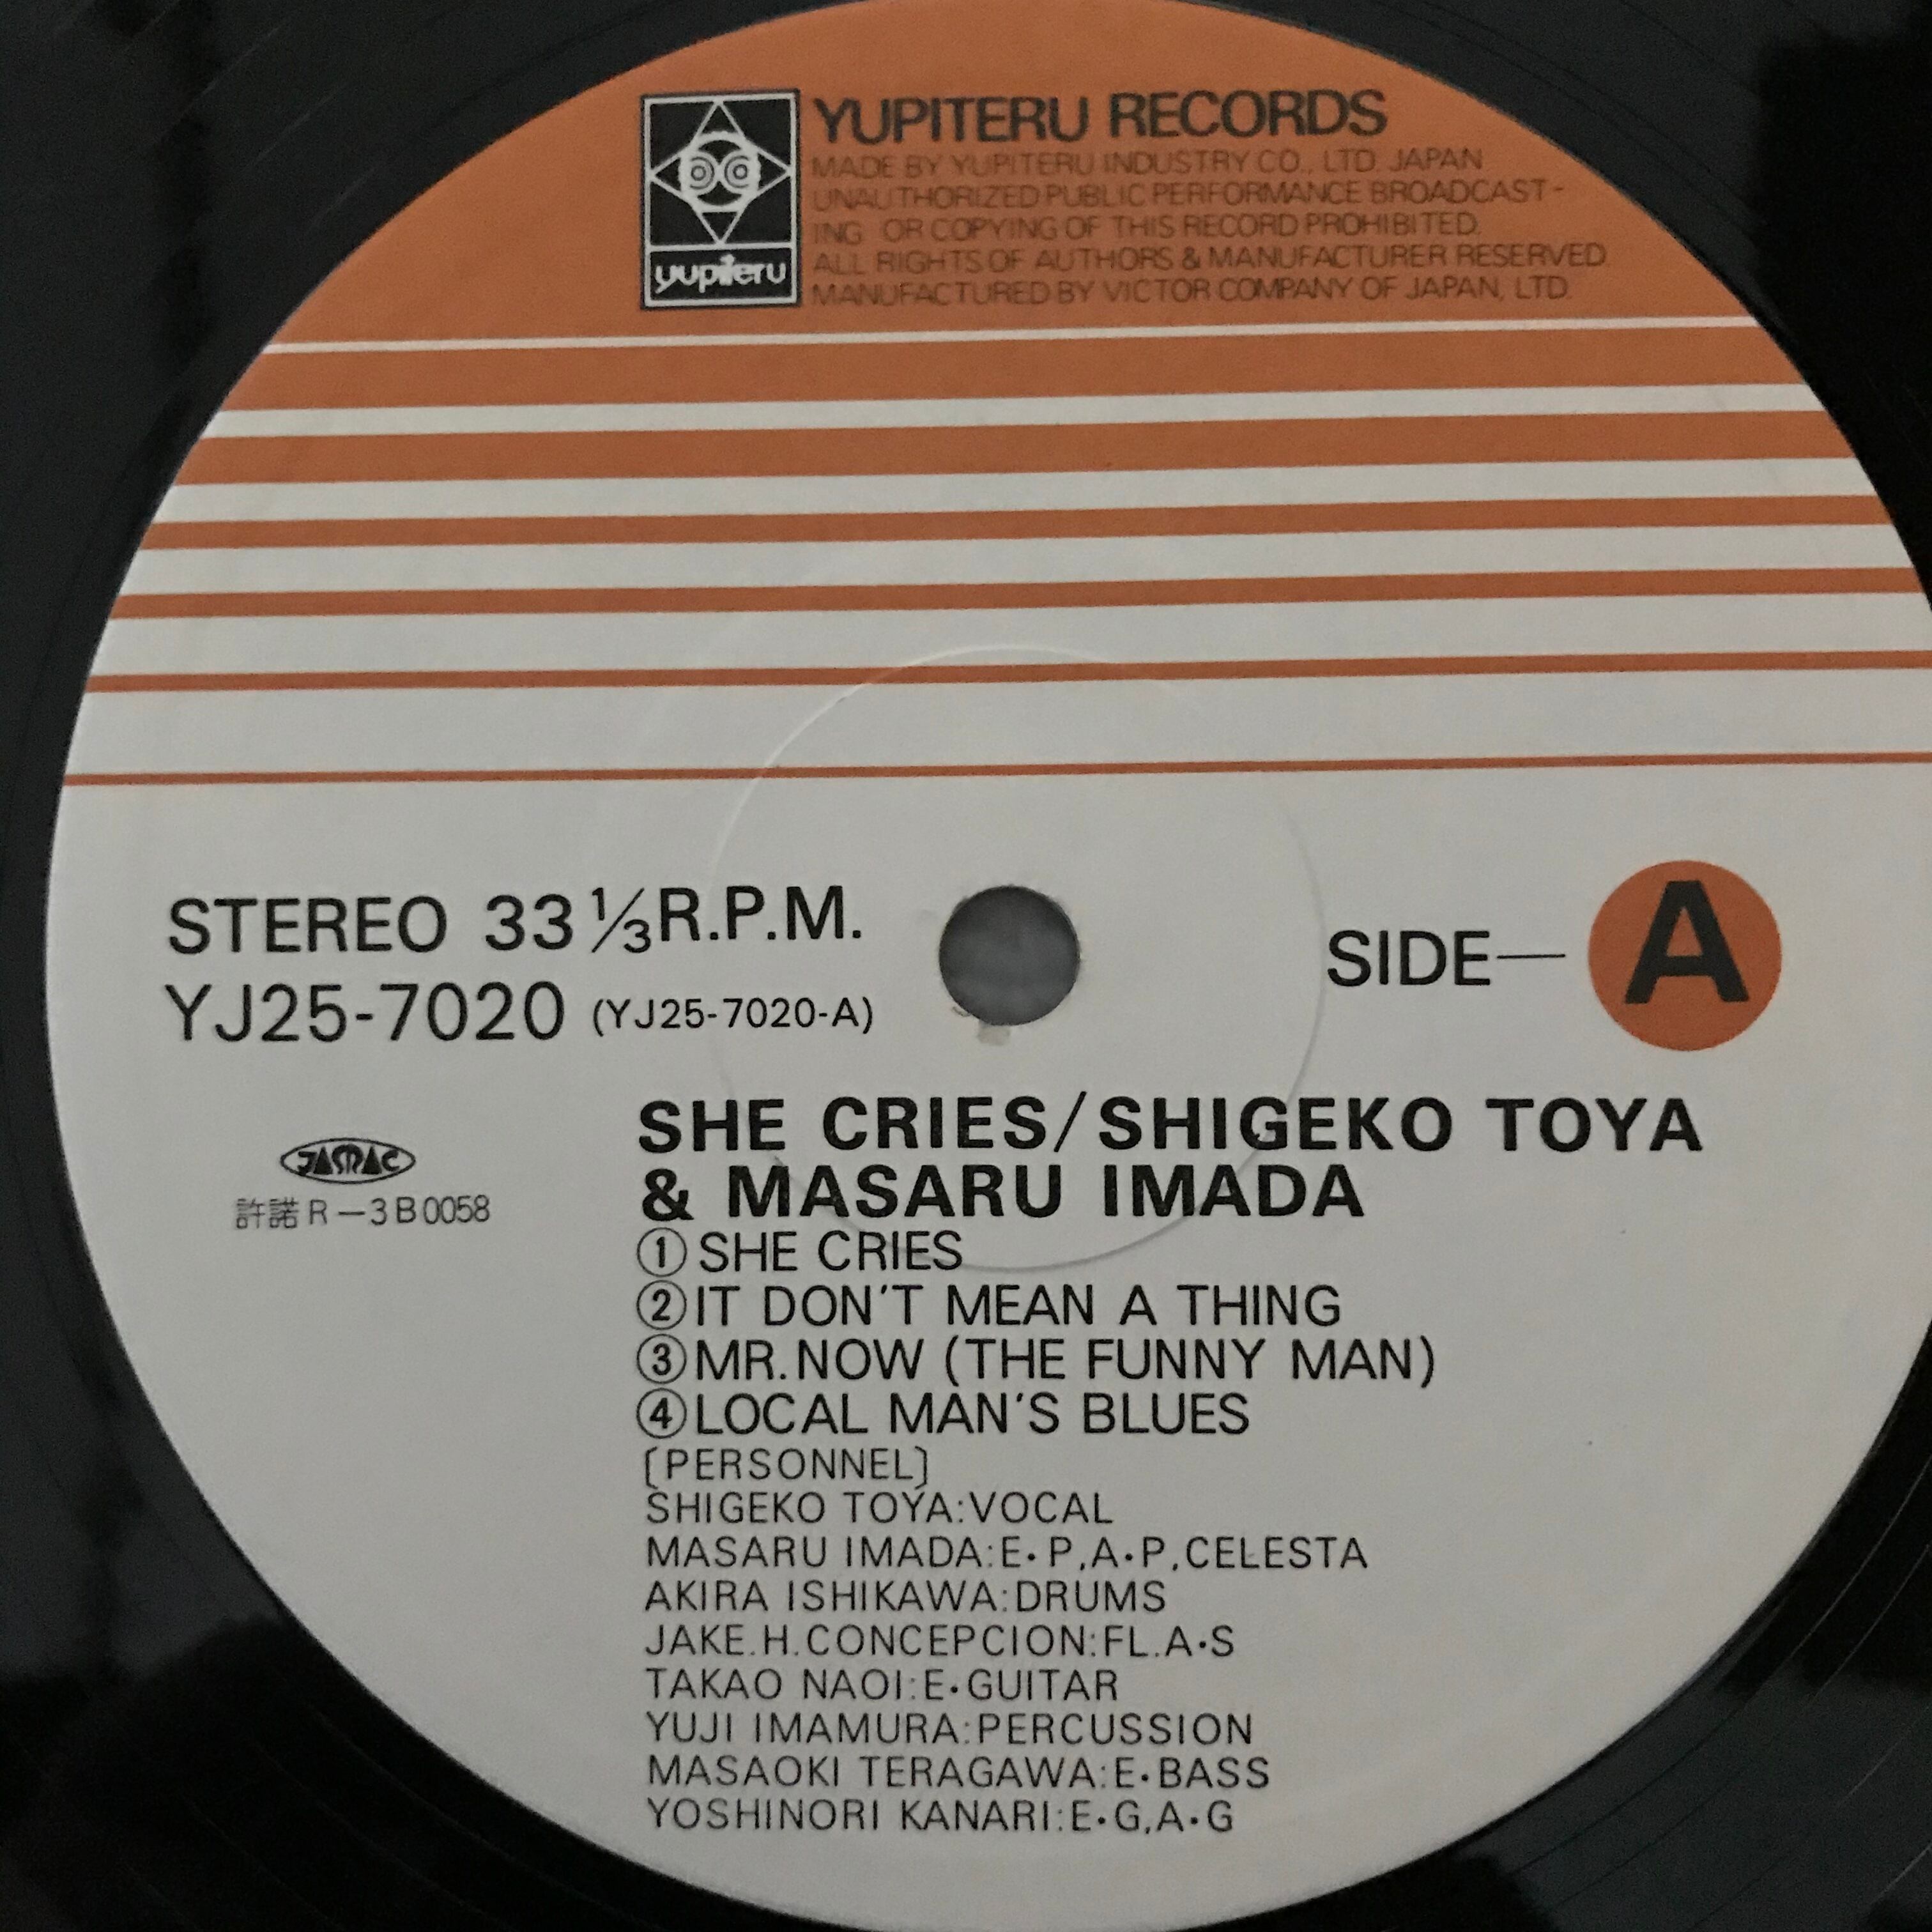 YUPITERU RECORDS
MADE BY YUPITERU INDUSTRY CO., LTD. JAPAN
UNAUTHORIZED PUBLIC PERFORMANCE BROADCAST-
ING OR COPYING OF THIS RECORD PROHIBITED.
ALL RIGHTS OF AUTHORS & MANUFACTURER RESERVED
MANUFACTURED BY VICTOR COMPANY OF JAPAN, LTD.
yupiteru
STEREO 33 ⅓ R.P.M.
YJ25-7020 (YJ25-7020-A)
SIDE—A
JASRAC
許諾 R-3B0058
SHE CRIES/SHIGEKO TOYA
& MASARU IMADA
①SHE CRIES
②IT DON'T MEAN A THING
③MR.NOW (THE FUNNY MAN)
④LOCAL MAN'S BLUES
〔PERSONNEL〕
SHIGEKO TOYA:VOCAL
MASARU IMADA:E・P,A・P,CELESTA
AKIRA ISHIKAWA:DRUMS
JAKE.H.CONCEPCION:FL.A・S
TAKAO NAOI:E・GUITAR
YUJI IMAMURA:PERCUSSION
MASAOKI TERAGAWA:E・BASS
YOSHINORI KANARI:E・G,A・G